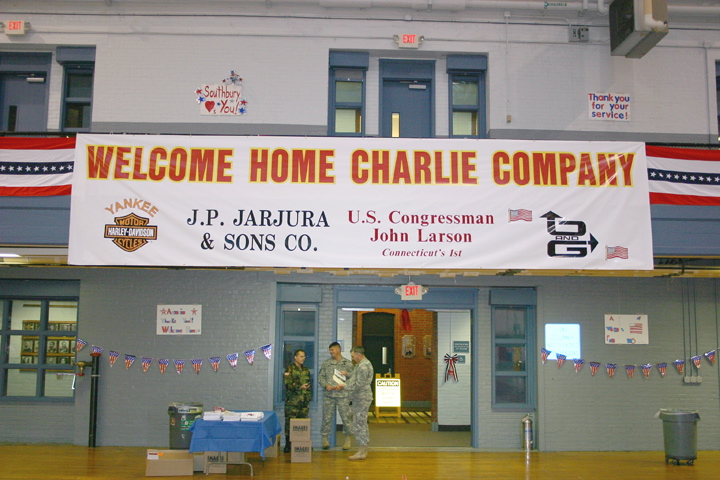 EXIT
EXIT
Southbury
♥s You!
Thank you
for your
service!
WELCOME HOME CHARLIE COMPANY
YANKEE
MOTOR
HARLEY-DAVIDSON
CYCLES
J.P. JARJURA
& SONS CO.
U.S. Congressman
John Larson
Connecticut's 1st
O
AND
G
EXIT
CAUTION